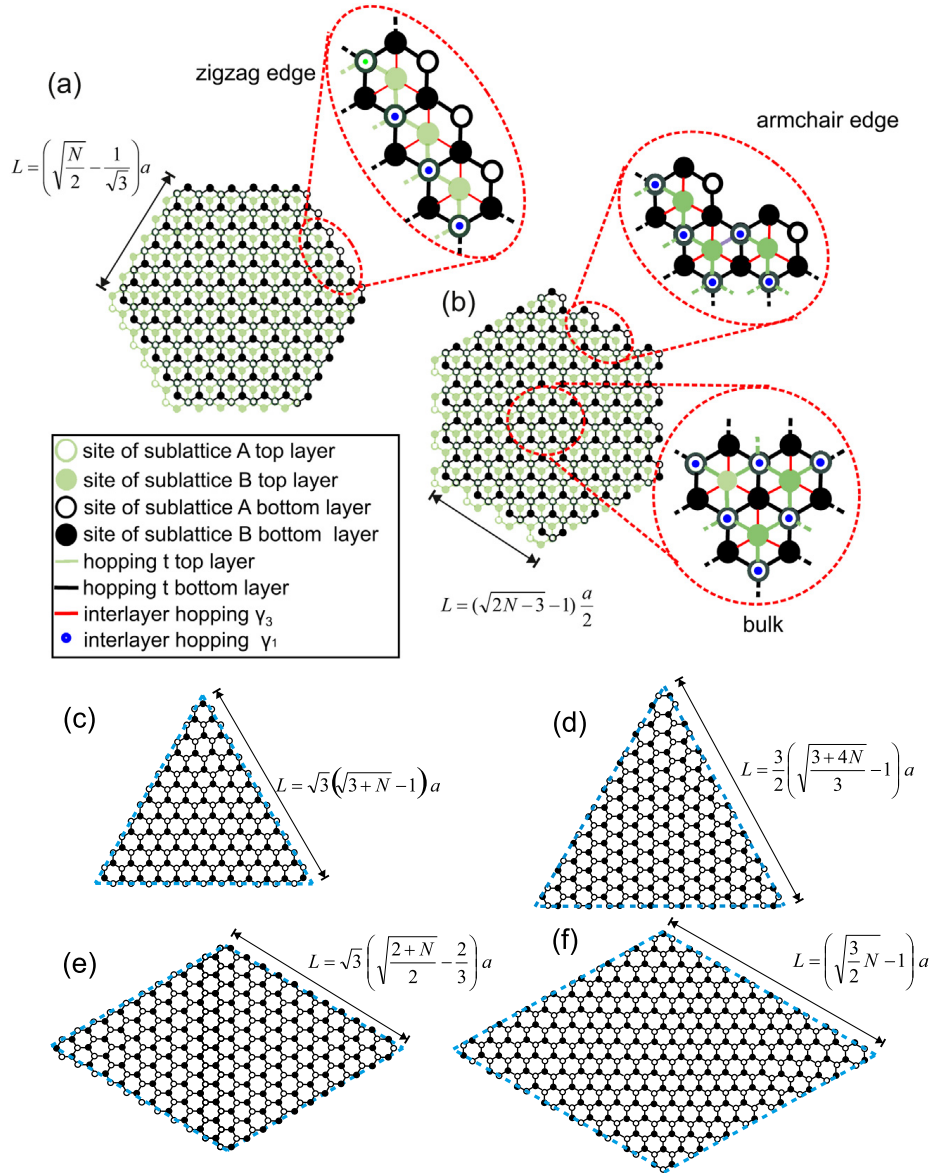 (a)
zigzag edge
L = (√(N/2) − 1/√3) a
armchair edge
(b)
site of sublattice A top layer
site of sublattice B top layer
site of sublattice A bottom layer
site of sublattice B bottom layer
hopping t top layer
hopping t bottom layer
interlayer hopping γ₃
interlayer hopping γ₁
L = (√(2N−3) −1) a/2
bulk
(c)
L = √3 (√(3+N) −1) a
(d)
L = 3/2 (√((3+4N)/3) −1) a
(e)
L = √3 (√((2+N)/2) − 2/3) a
(f)
L = (√(3/2 N) −1) a